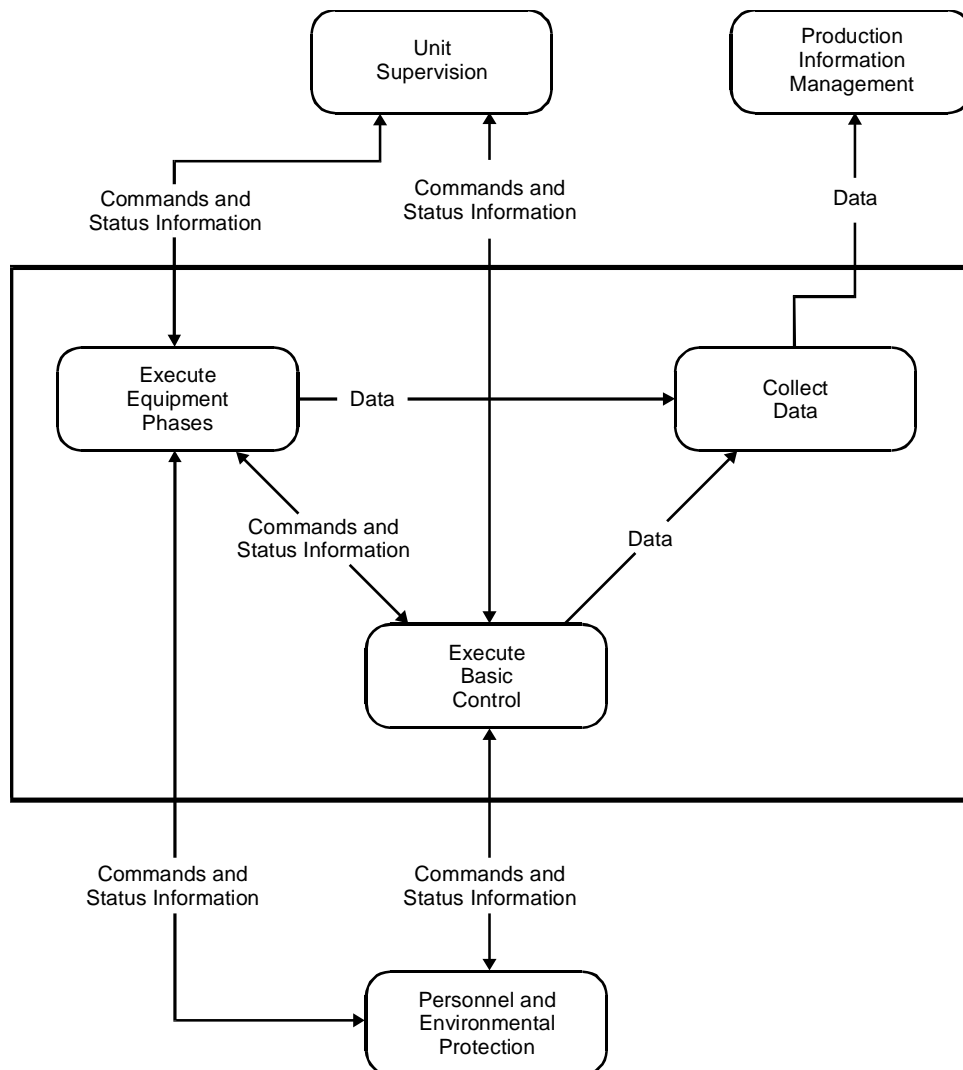 Unit
Supervision
Production
Information
Management
Commands and
Status Information
Commands and
Status Information
Data
Execute
Equipment
Phases
Data
Collect
Data
Commands and
Status Information
Data
Execute
Basic
Control
Commands and
Status Information
Commands and
Status Information
Personnel and
Environmental
Protection